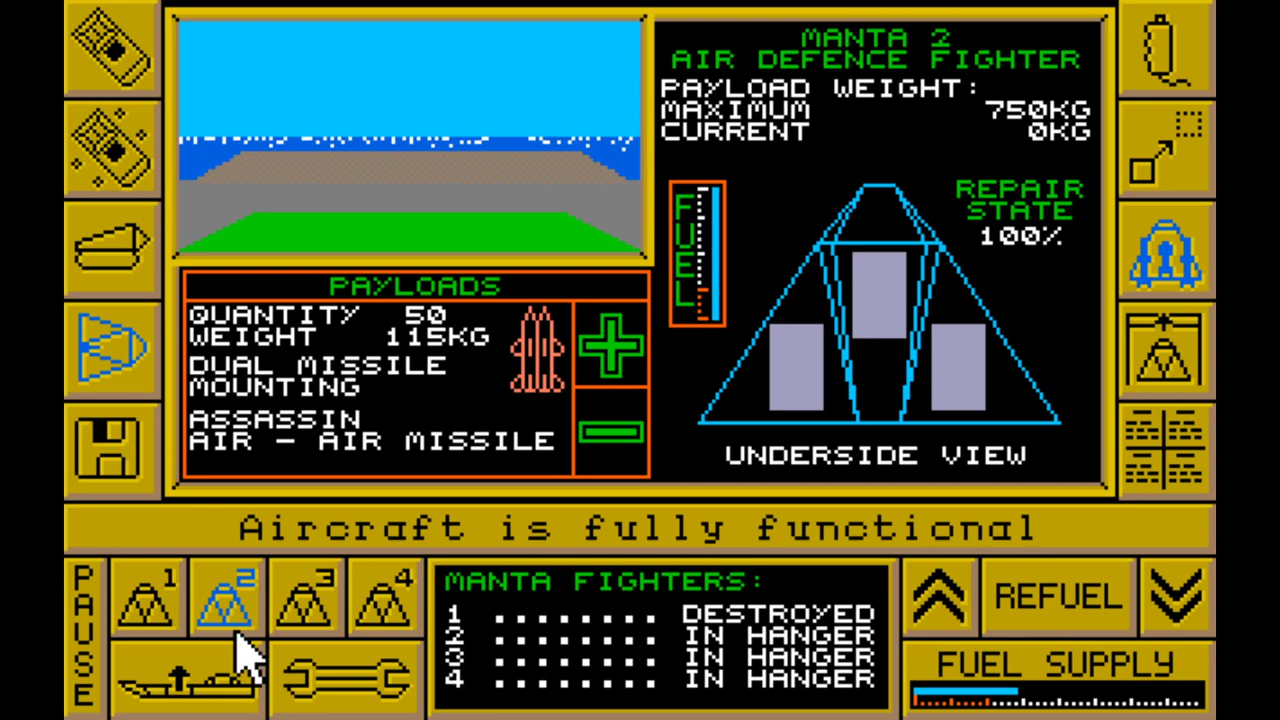 MANTA 2
AIR DEFENCE FIGHTER
PAYLOAD WEIGHT:
MAXIMUM 750KG
CURRENT 0KG
FUEL
REPAIR
STATE
100%
UNDERSIDE VIEW
PAYLOADS
QUANTITY 50
WEIGHT 115KG
DUAL MISSILE
MOUNTING
ASSASSIN
AIR - AIR MISSILE
Aircraft is fully functional
PAUSE
1 2 3 4
MANTA FIGHTERS:
1 ........ DESTROYED
2 ........ IN HANGER
3 ........ IN HANGER
4 ........ IN HANGER
REFUEL
FUEL SUPPLY